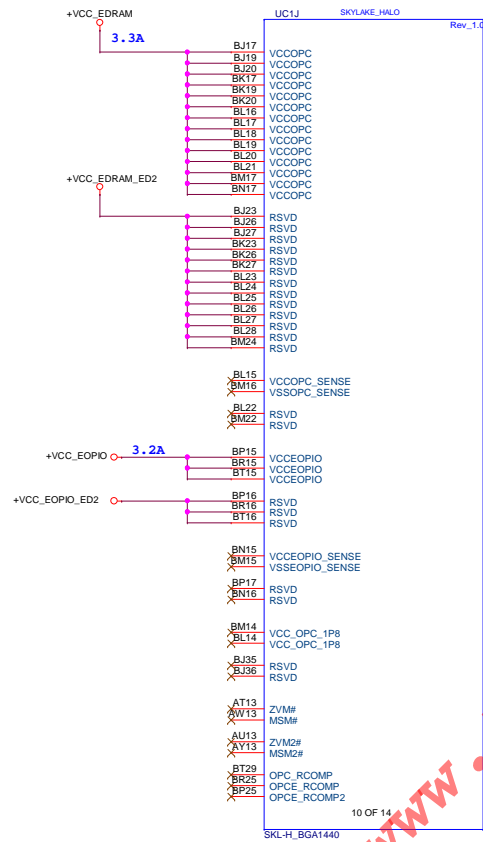 +VCC_EDRAM
UC1J SKYLAKE_HALO
Rev_1.0
3.3A
BJ17 VCCOPC
BJ19 VCCOPC
BJ20 VCCOPC
BK17 VCCOPC
BK19 VCCOPC
BK20 VCCOPC
BL16 VCCOPC
BL17 VCCOPC
BL18 VCCOPC
BL19 VCCOPC
BL20 VCCOPC
BL21 VCCOPC
BM17 VCCOPC
BN17 VCCOPC
+VCC_EDRAM_ED2
BJ23 RSVD
BJ26 RSVD
BJ27 RSVD
BK23 RSVD
BK26 RSVD
BK27 RSVD
BL23 RSVD
BL24 RSVD
BL25 RSVD
BL26 RSVD
BL27 RSVD
BL28 RSVD
BM24 RSVD
BL15 VCCOPC_SENSE
BM16 VSSOPC_SENSE
BL22 RSVD
BM22 RSVD
+VCC_EOPIO 3.2A
BP15 VCCEOPIO
BR15 VCCEOPIO
BT15 VCCEOPIO
+VCC_EOPIO_ED2
BP16 RSVD
BR16 RSVD
BT16 RSVD
BN15 VCCEOPIO_SENSE
BM15 VSSEOPIO_SENSE
BP17 RSVD
BN16 RSVD
BM14 VCC_OPC_1P8
BL14 VCC_OPC_1P8
BJ35 RSVD
BJ36 RSVD
AT13 ZVM#
AW13 MSM#
AU13 ZVM2#
AY13 MSM2#
BT29 OPC_RCOMP
BR25 OPCE_RCOMP
BP25 OPCE_RCOMP2
10 OF 14
SKL-H_BGA1440
www.